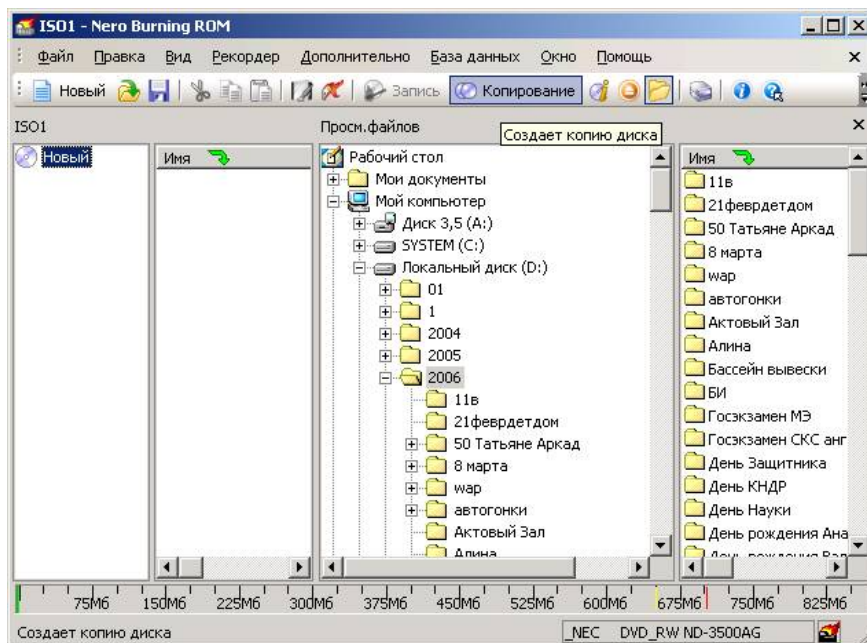 ISO1 - Nero Burning ROM
Файл Правка Вид Рекордер Дополнительно База данных Окно Помощь
Новый Запись Копирование
ISO1 Просм.файлов
Создает копию диска
Новый
Имя
Рабочий стол
Мои документы
Мой компьютер
Диск 3,5 (A:)
SYSTEM (C:)
Локальный диск (D:)
01
1
2004
2005
2006
11в
21феврдетдом
50 Татьяне Аркад
8 марта
wap
автогонки
Актовый Зал
Алина
Имя
11в
21феврдетдом
50 Татьяне Аркад
8 марта
wap
автогонки
Актовый Зал
Алина
Бассейн вывески
БИ
Госэкзамен МЭ
Госэкзамен СКС анг
День Защитника
День КНДР
День Науки
День рождения Ана
День рождения
75Мб 150Мб 225Мб 300Мб 375Мб 450Мб 525Мб 600Мб 675Мб 750Мб 825Мб
Создает копию диска _NEC DVD_RW ND-3500AG